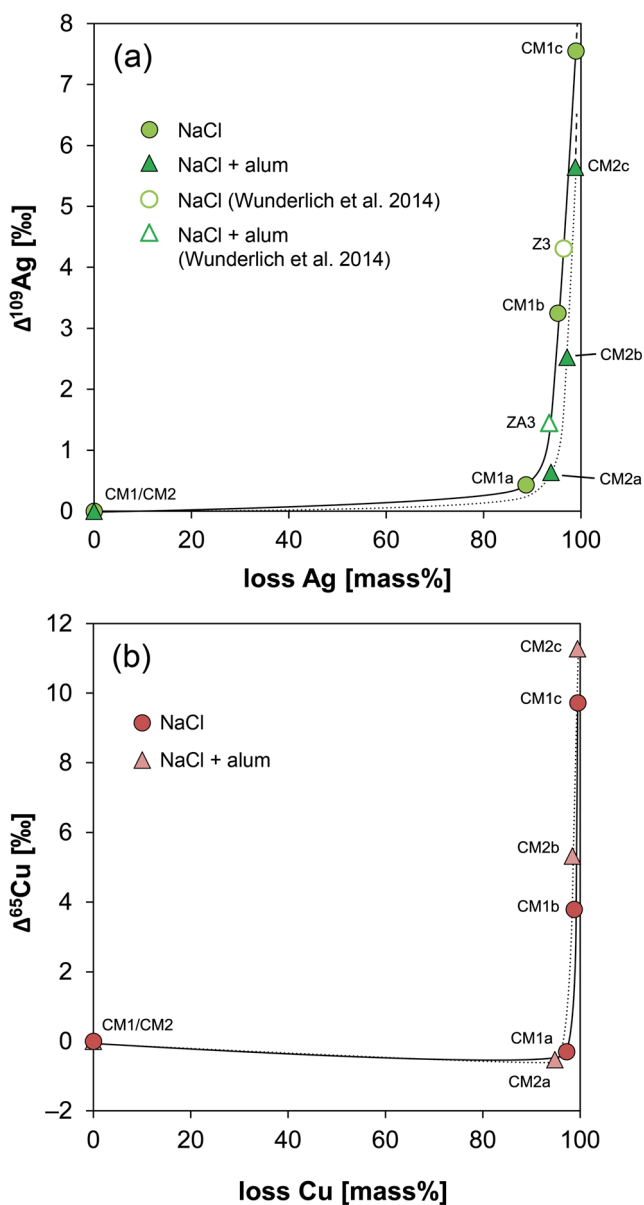 (a)
Δ¹⁰⁹Ag [‰]
8
7
6
5
4
3
2
1
0
NaCl
NaCl + alum
NaCl (Wunderlich et al. 2014)
NaCl + alum
(Wunderlich et al. 2014)
CM1c
CM2c
Z3
CM1b
CM2b
ZA3
CM1a
CM2a
CM1/CM2
0 20 40 60 80 100
loss Ag [mass%]
(b)
Δ⁶⁵Cu [‰]
12
10
8
6
4
2
0
–2
NaCl
NaCl + alum
CM2c
CM1c
CM2b
CM1b
CM1/CM2
CM1a
CM2a
0 20 40 60 80 100
loss Cu [mass%]